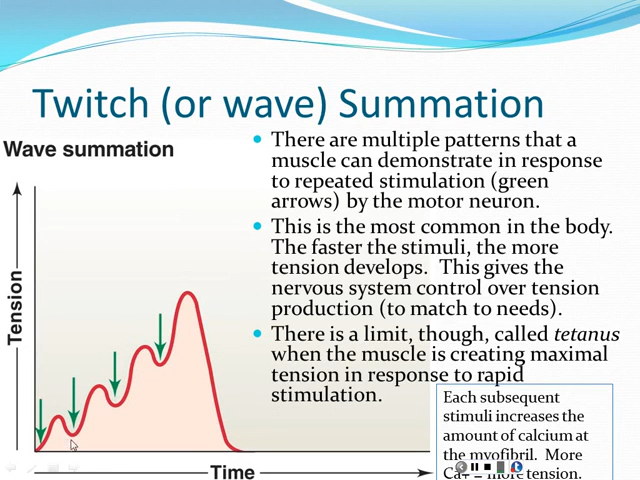 Twitch (or wave) Summation
Wave summation
Tension
Time
There are multiple patterns that a
muscle can demonstrate in response
to repeated stimulation (green
arrows) by the motor neuron.
This is the most common in the body.
The faster the stimuli, the more
tension develops. This gives the
nervous system control over tension
production (to match to needs).
There is a limit, though, called tetanus
when the muscle is creating maximal
tension in response to rapid
stimulation.
Each subsequent
stimuli increases the
amount of calcium at
the myofibril. More
Ca+ = more tension.